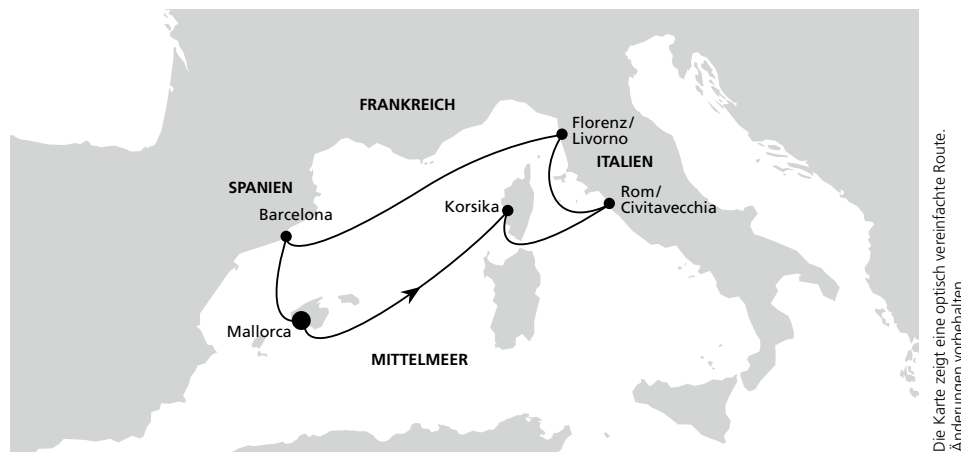 FRANKREICH
Florenz/
Livorno
ITALIEN
SPANIEN
Rom/
Civitavecchia
Korsika
Barcelona
Mallorca
MITTELMEER
Die Karte zeigt eine optisch vereinfachte Route.
Änderungen vorbehalten